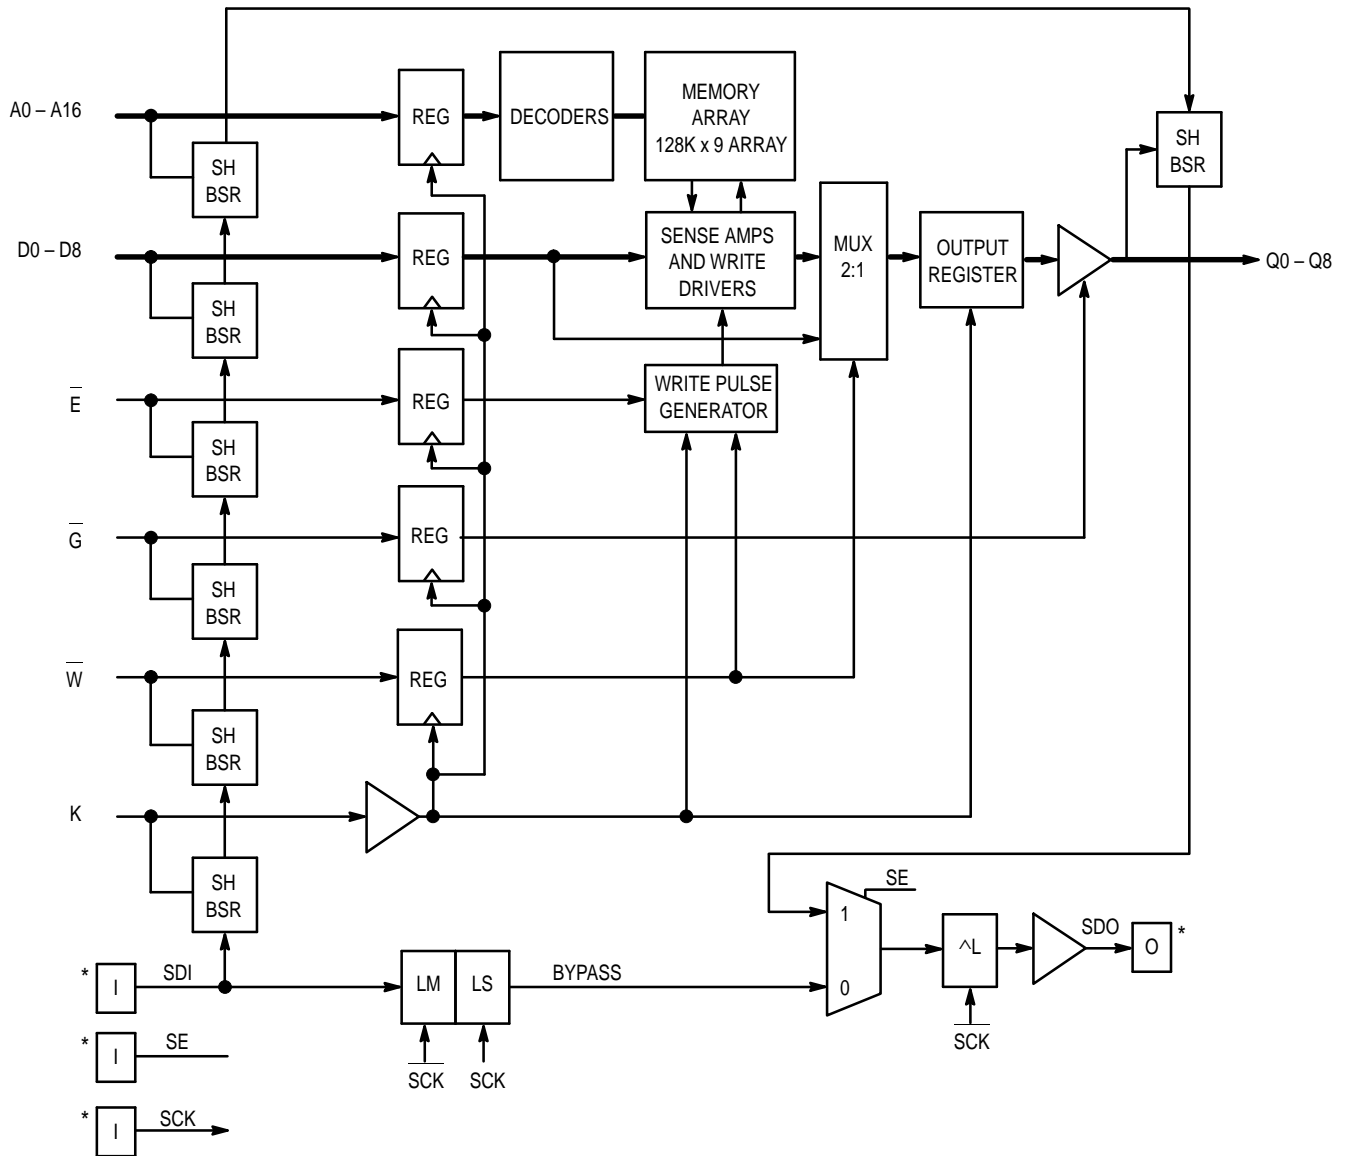 A0 – A16
REG
DECODERS
MEMORY
ARRAY
128K x 9 ARRAY
SH
BSR
SH
BSR
D0 – D8
REG
SENSE AMPS
AND WRITE
DRIVERS
MUX
2:1
OUTPUT
REGISTER
Q0 – Q8
SH
BSR
E
REG
WRITE PULSE
GENERATOR
SH
BSR
G
REG
SH
BSR
W
REG
SH
BSR
K
SH
BSR
SE
1
0
^L
SCK
SDO
O
*
* I
SDI
LM
LS
BYPASS
SCK
SCK
* I
SE
* I
SCK